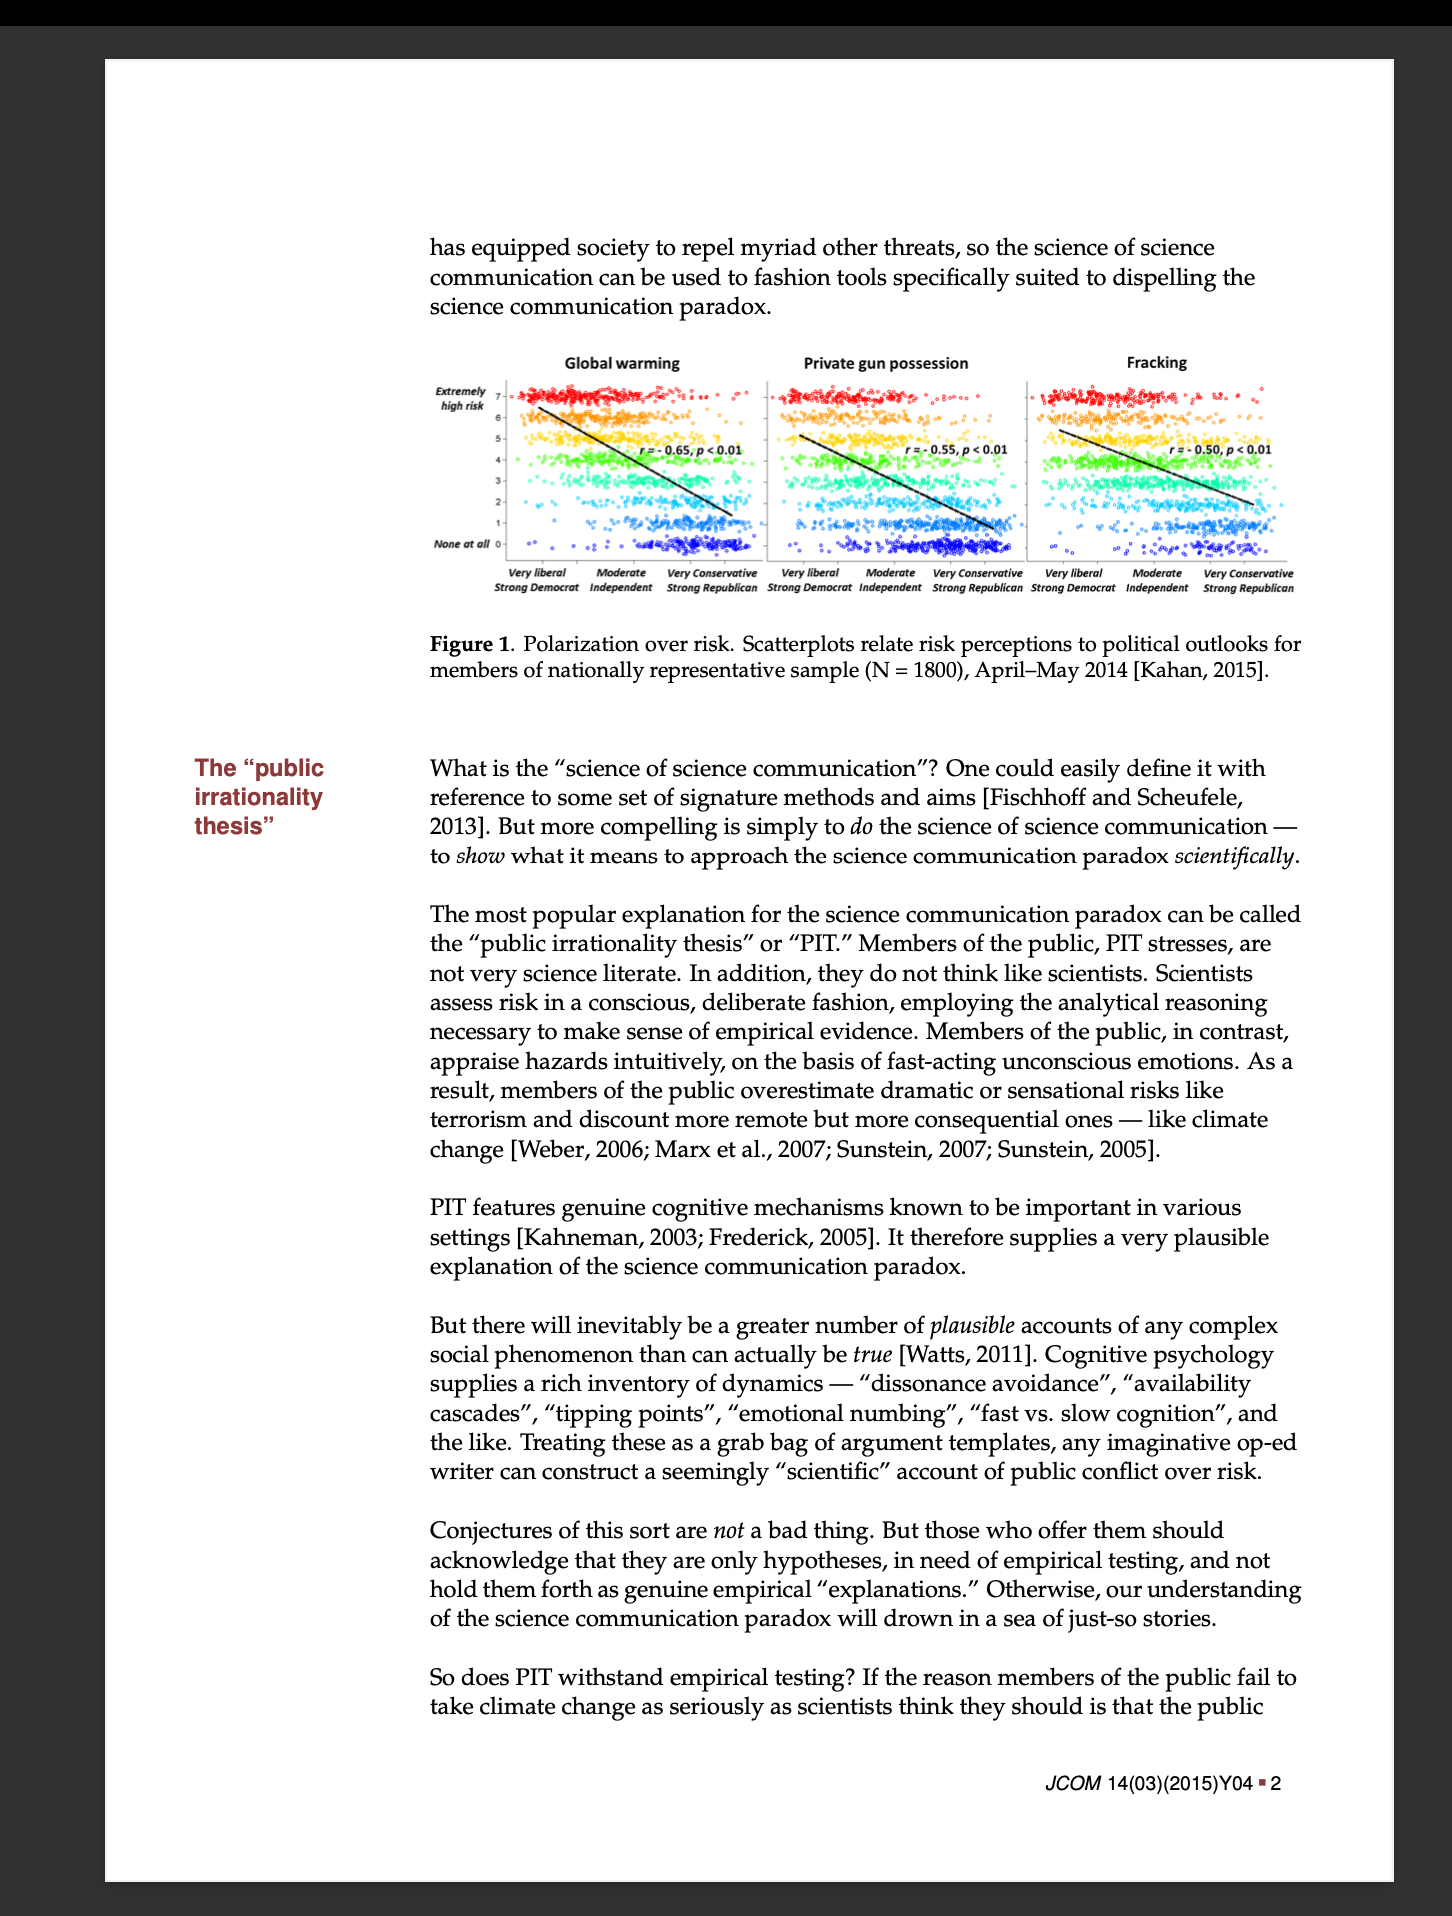 has equipped society to repel myriad other threats, so the science of science
communication can be used to fashion tools specifically suited to dispelling the
science communication paradox.
Global warming
Private gun possession
Fracking
Extremely
high risk
7
6
5
4
3
2
1
None at all 0
r = - 0.65, p < 0.01
r = - 0.55, p < 0.01
r = - 0.50, p < 0.01
Very liberal Moderate Very Conservative Very liberal Moderate Very Conservative Very liberal Moderate Very Conservative
Strong Democrat Independent Strong Republican Strong Democrat Independent Strong Republican Strong Democrat Independent Strong Republican
Figure 1. Polarization over risk. Scatterplots relate risk perceptions to political outlooks for
members of nationally representative sample (N = 1800), April–May 2014 [Kahan, 2015].
The “public
irrationality
thesis”
What is the “science of science communication”? One could easily define it with
reference to some set of signature methods and aims [Fischhoff and Scheufele,
2013]. But more compelling is simply to do the science of science communication —
to show what it means to approach the science communication paradox scientifically.
The most popular explanation for the science communication paradox can be called
the “public irrationality thesis” or “PIT.” Members of the public, PIT stresses, are
not very science literate. In addition, they do not think like scientists. Scientists
assess risk in a conscious, deliberate fashion, employing the analytical reasoning
necessary to make sense of empirical evidence. Members of the public, in contrast,
appraise hazards intuitively, on the basis of fast-acting unconscious emotions. As a
result, members of the public overestimate dramatic or sensational risks like
terrorism and discount more remote but more consequential ones — like climate
change [Weber, 2006; Marx et al., 2007; Sunstein, 2007; Sunstein, 2005].
PIT features genuine cognitive mechanisms known to be important in various
settings [Kahneman, 2003; Frederick, 2005]. It therefore supplies a very plausible
explanation of the science communication paradox.
But there will inevitably be a greater number of plausible accounts of any complex
social phenomenon than can actually be true [Watts, 2011]. Cognitive psychology
supplies a rich inventory of dynamics — “dissonance avoidance”, “availability
cascades”, “tipping points”, “emotional numbing”, “fast vs. slow cognition”, and
the like. Treating these as a grab bag of argument templates, any imaginative op-ed
writer can construct a seemingly “scientific” account of public conflict over risk.
Conjectures of this sort are not a bad thing. But those who offer them should
acknowledge that they are only hypotheses, in need of empirical testing, and not
hold them forth as genuine empirical “explanations.” Otherwise, our understanding
of the science communication paradox will drown in a sea of just-so stories.
So does PIT withstand empirical testing? If the reason members of the public fail to
take climate change as seriously as scientists think they should is that the public
JCOM 14(03)(2015)Y04 ▪ 2